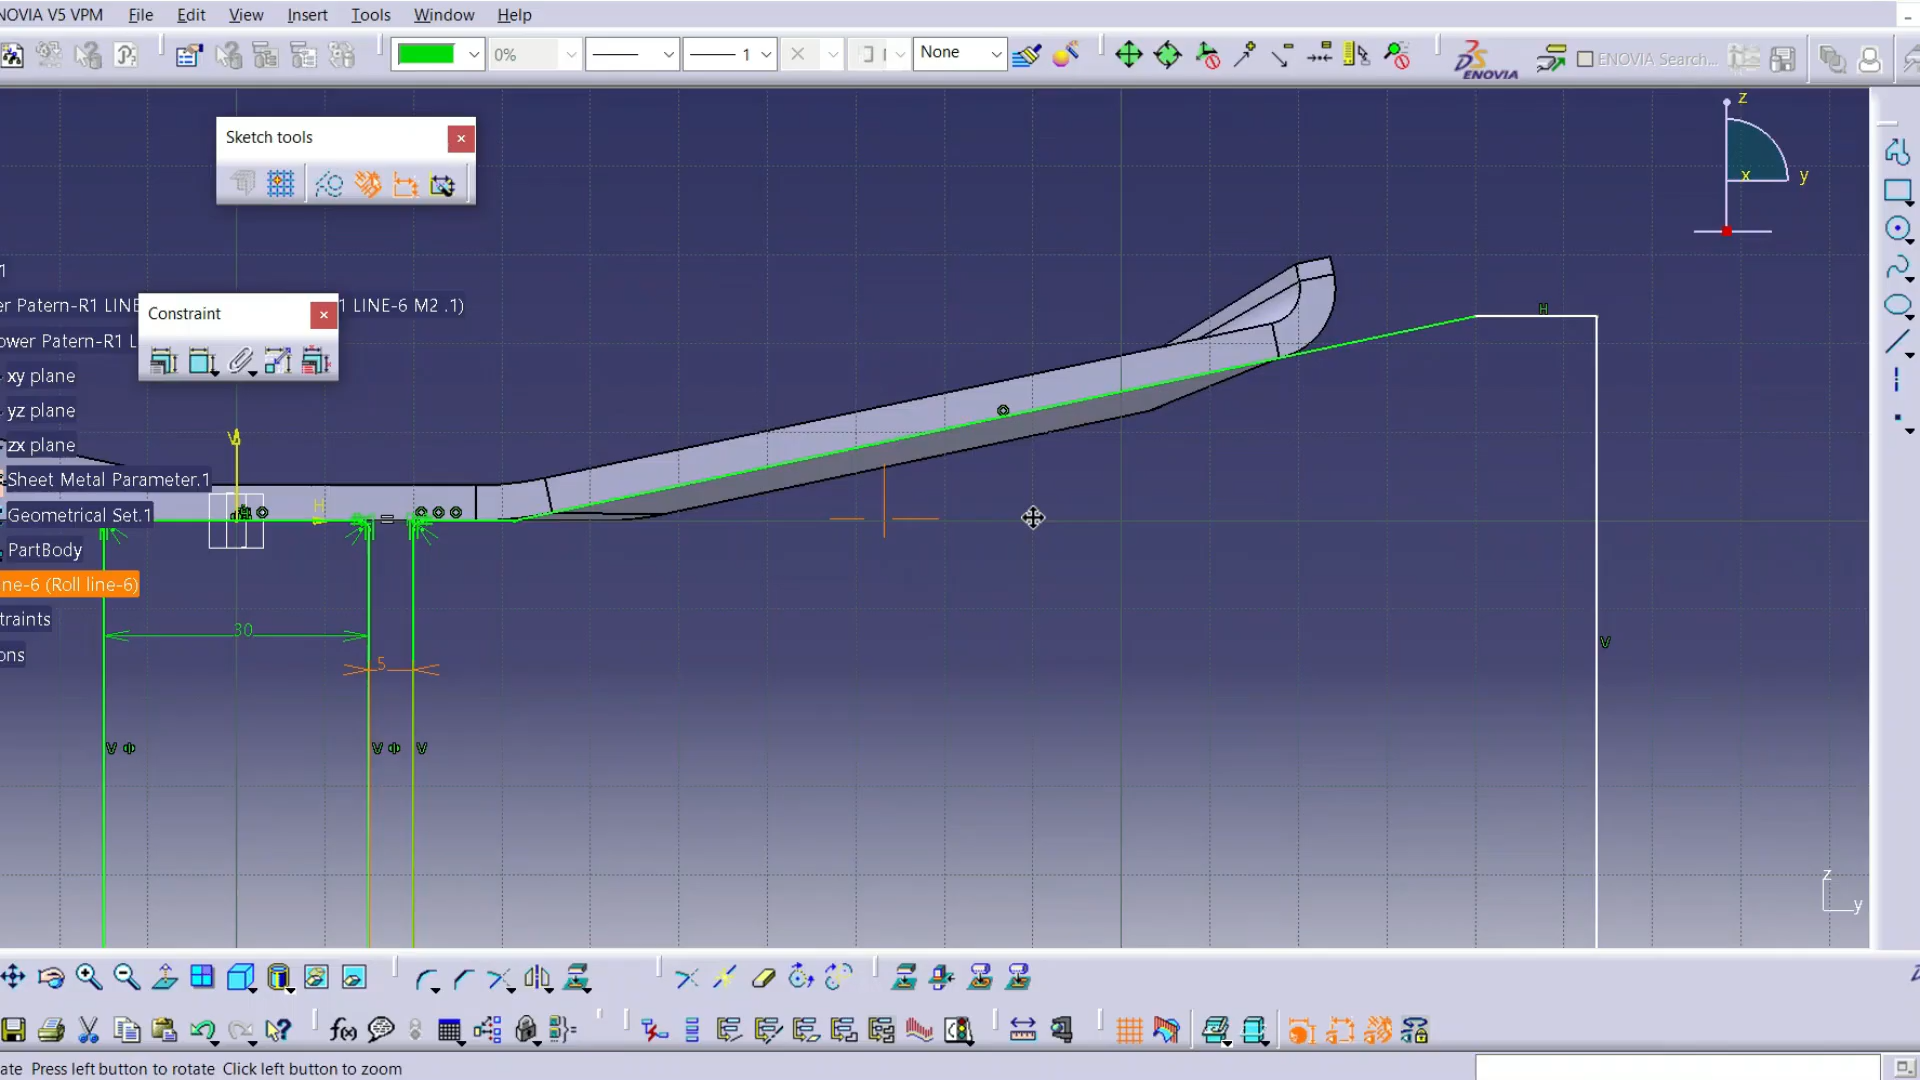 NOVIA V5 VPM File Edit View Insert Tools Window Help
0% 1 None ENOVIA ENOVIA Search...
Sketch tools
z
x y
1
er Patern-R1 LINE 1 LINE-6 M2 .1)
Constraint
ower Patern-R1 L
xy plane
yz plane
zx plane
Sheet Metal Parameter.1
Geometrical Set.1
PartBody
ine-6 (Roll line-6)
traints
ons
V
H
H
30
5
V
V V V
z
y
f(x)
ate Press left button to rotate Click left button to zoom